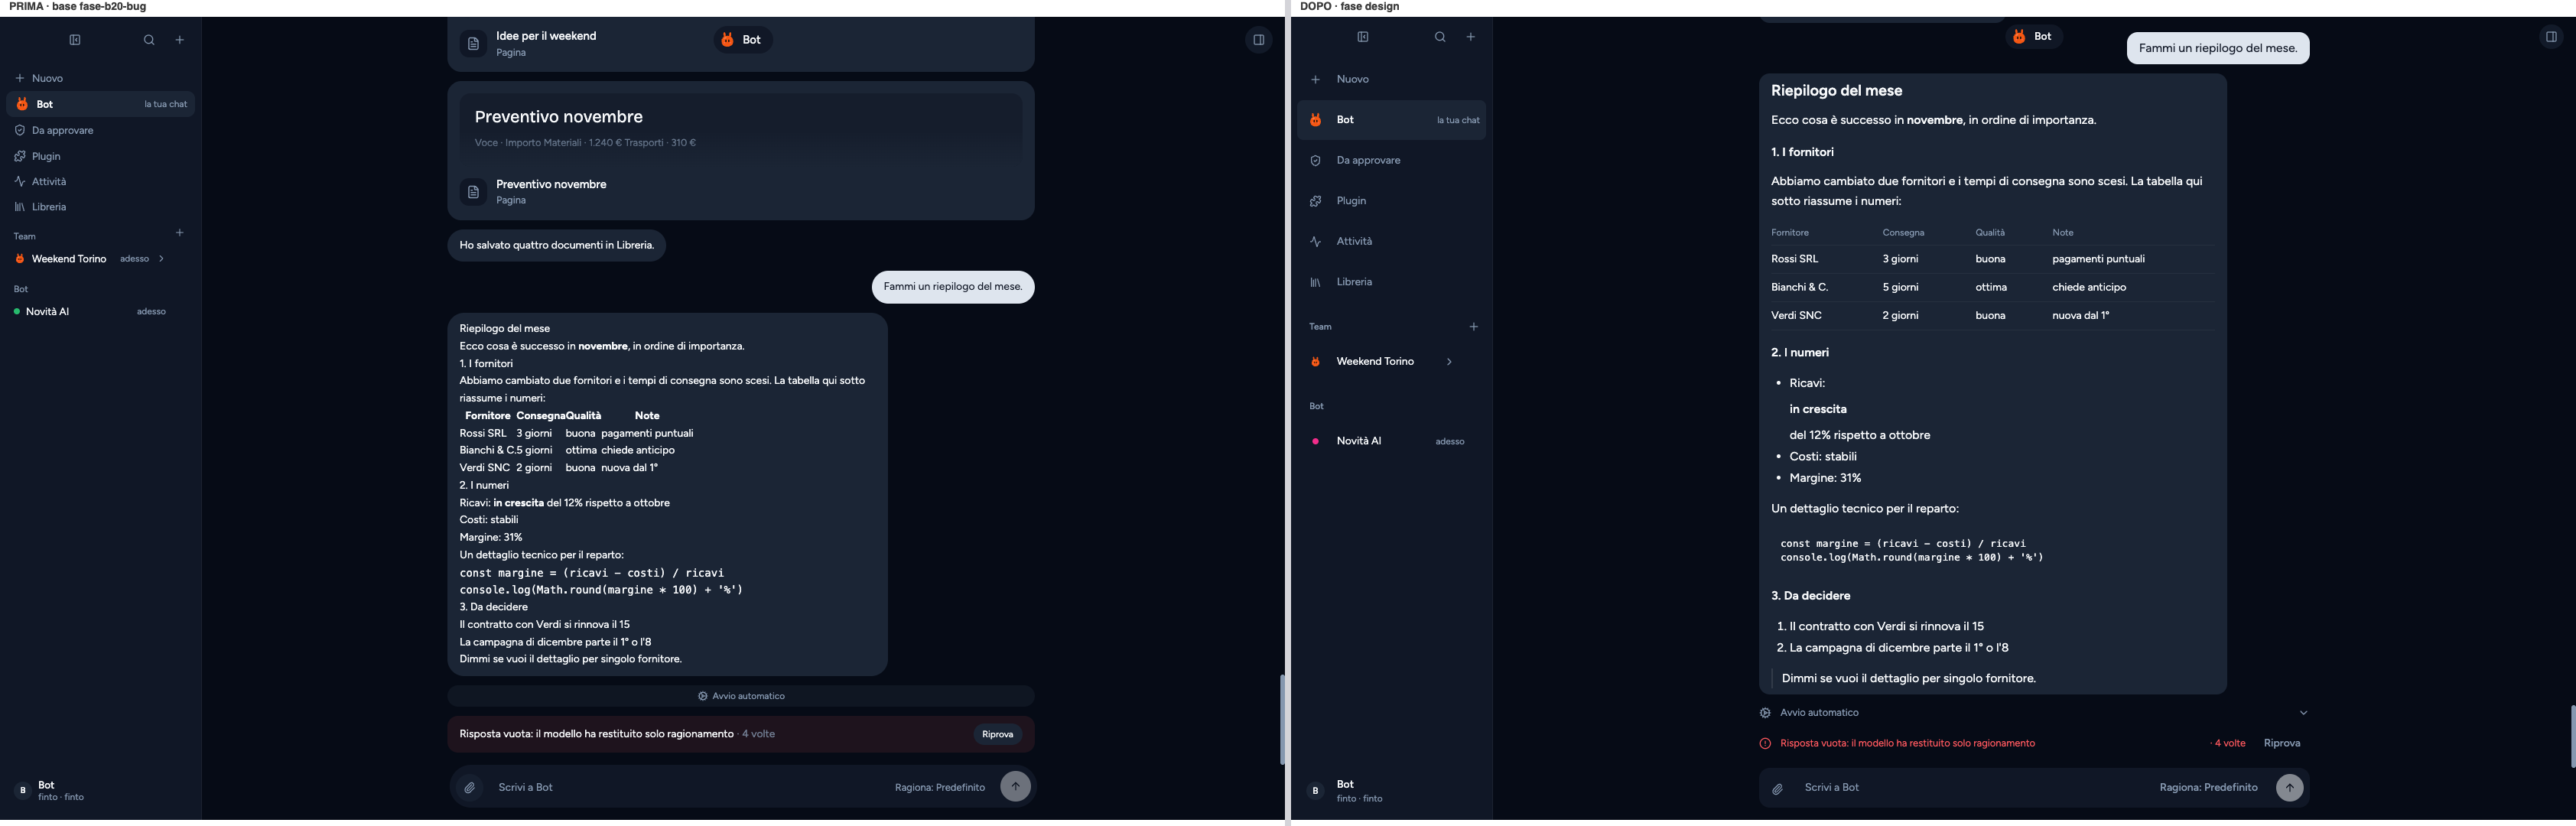 PRIMA · base fase-b20-bug
Nuovo
Bot
la tua chat
Da approvare
Plugin
Attività
Libreria
Team
Weekend Torino
adesso
Bot
Novità AI
adesso
B
Bot
finto · finto
Idee per il weekend
Pagina
Bot
Preventivo novembre
Voce · Importo Materiali · 1.240 € Trasporti · 310 €
Preventivo novembre
Pagina
Ho salvato quattro documenti in Libreria.
Fammi un riepilogo del mese.
Riepilogo del mese
Ecco cosa è successo in novembre, in ordine di importanza.
1. I fornitori
Abbiamo cambiato due fornitori e i tempi di consegna sono scesi. La tabella qui sotto
riassume i numeri:
Fornitore Consegna Qualità Note
Rossi SRL 3 giorni buona pagamenti puntuali
Bianchi & C. 5 giorni ottima chiede anticipo
Verdi SNC 2 giorni buona nuova dal 1°
2. I numeri
Ricavi: in crescita del 12% rispetto a ottobre
Costi: stabili
Margine: 31%
Un dettaglio tecnico per il reparto:
const margine = (ricavi − costi) / ricavi
console.log(Math.round(margine * 100) + '%')
3. Da decidere
Il contratto con Verdi si rinnova il 15
La campagna di dicembre parte il 1° o l'8
Dimmi se vuoi il dettaglio per singolo fornitore.
Avvio automatico
Risposta vuota: il modello ha restituito solo ragionamento · 4 volte
Riprova
Scrivi a Bot
Ragiona: Predefinito
DOPO · fase design
Nuovo
Bot
la tua chat
Da approvare
Plugin
Attività
Libreria
Team
Weekend Torino
Bot
Novità AI
adesso
B
Bot
finto · finto
Bot
Fammi un riepilogo del mese.
Riepilogo del mese
Ecco cosa è successo in novembre, in ordine di importanza.
1. I fornitori
Abbiamo cambiato due fornitori e i tempi di consegna sono scesi. La tabella qui
sotto riassume i numeri:
Fornitore Consegna Qualità Note
Rossi SRL 3 giorni buona pagamenti puntuali
Bianchi & C. 5 giorni ottima chiede anticipo
Verdi SNC 2 giorni buona nuova dal 1°
2. I numeri
• Ricavi:
in crescita
del 12% rispetto a ottobre
• Costi: stabili
• Margine: 31%
Un dettaglio tecnico per il reparto:
const margine = (ricavi − costi) / ricavi
console.log(Math.round(margine * 100) + '%')
3. Da decidere
1. Il contratto con Verdi si rinnova il 15
2. La campagna di dicembre parte il 1° o l'8
Dimmi se vuoi il dettaglio per singolo fornitore.
Avvio automatico
Risposta vuota: il modello ha restituito solo ragionamento
· 4 volte
Riprova
Scrivi a Bot
Ragiona: Predefinito